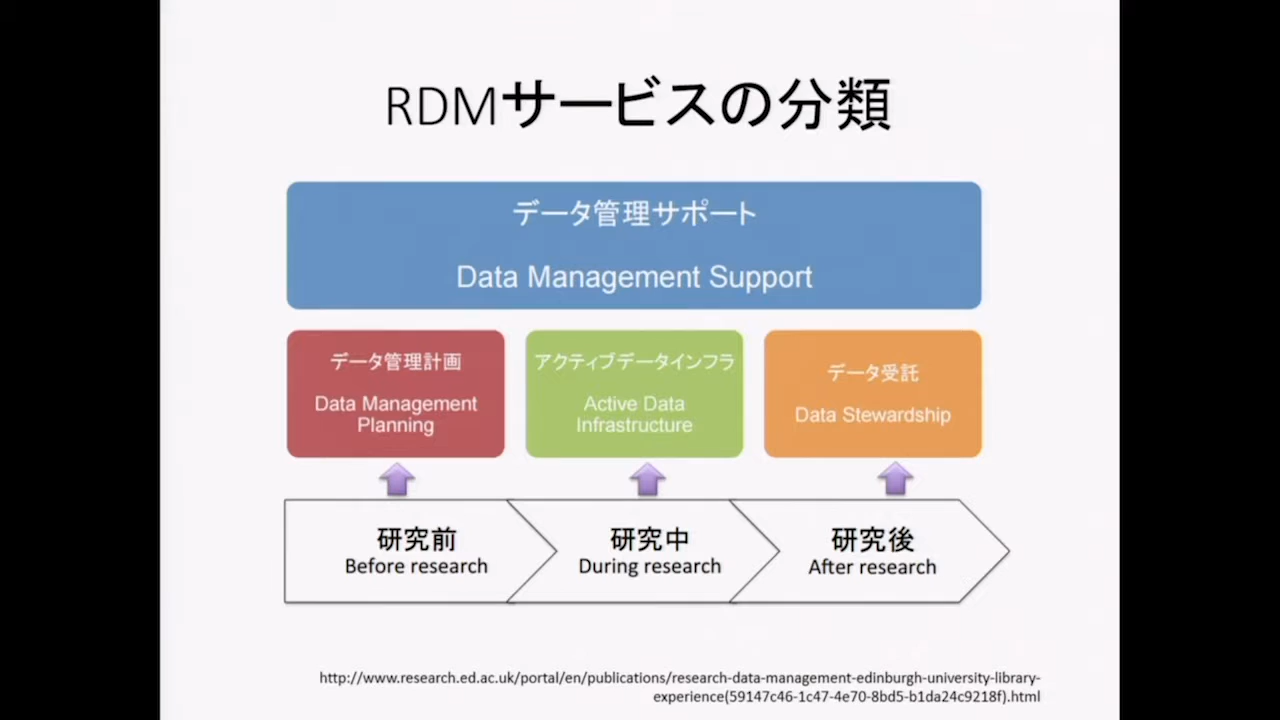 RDMサービスの分類
データ管理サポート
Data Management Support
データ管理計画
Data Management
Planning
アクティブデータインフラ
Active Data
Infrastructure
データ受託
Data Stewardship
研究前
Before research
研究中
During research
研究後
After research
http://www.research.ed.ac.uk/portal/en/publications/research-data-management-edinburgh-university-library-
experience(59147c46-1c47-4e70-8bd5-b1da24c9218f).html